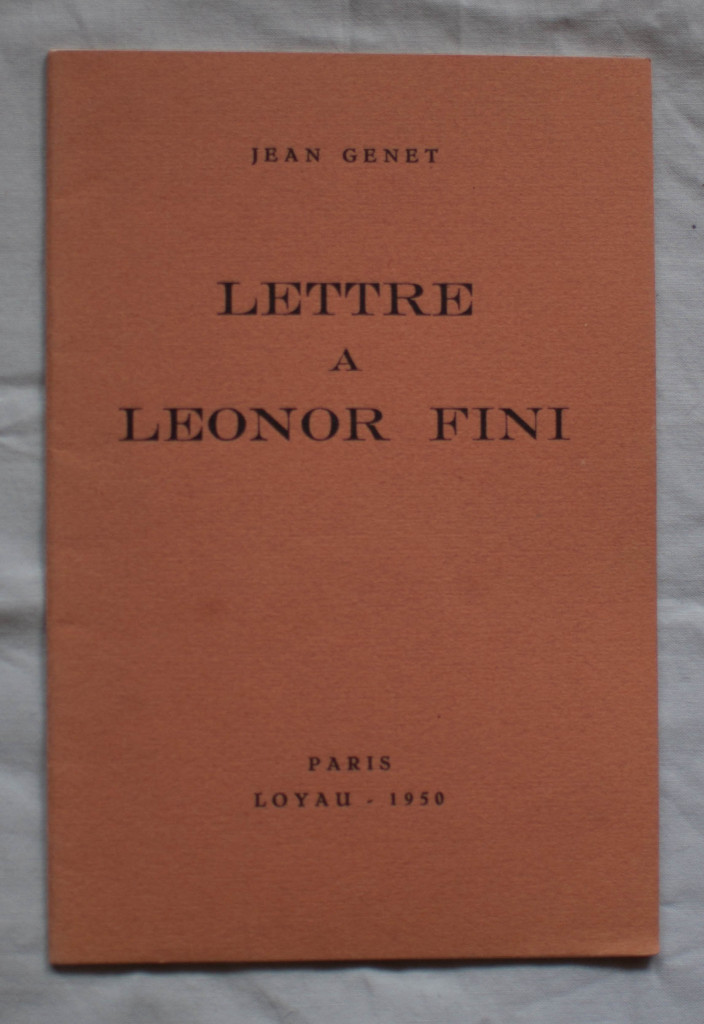 JEAN GENET
LETTRE
A
LEONOR FINI
PARIS
LOYAU - 1950